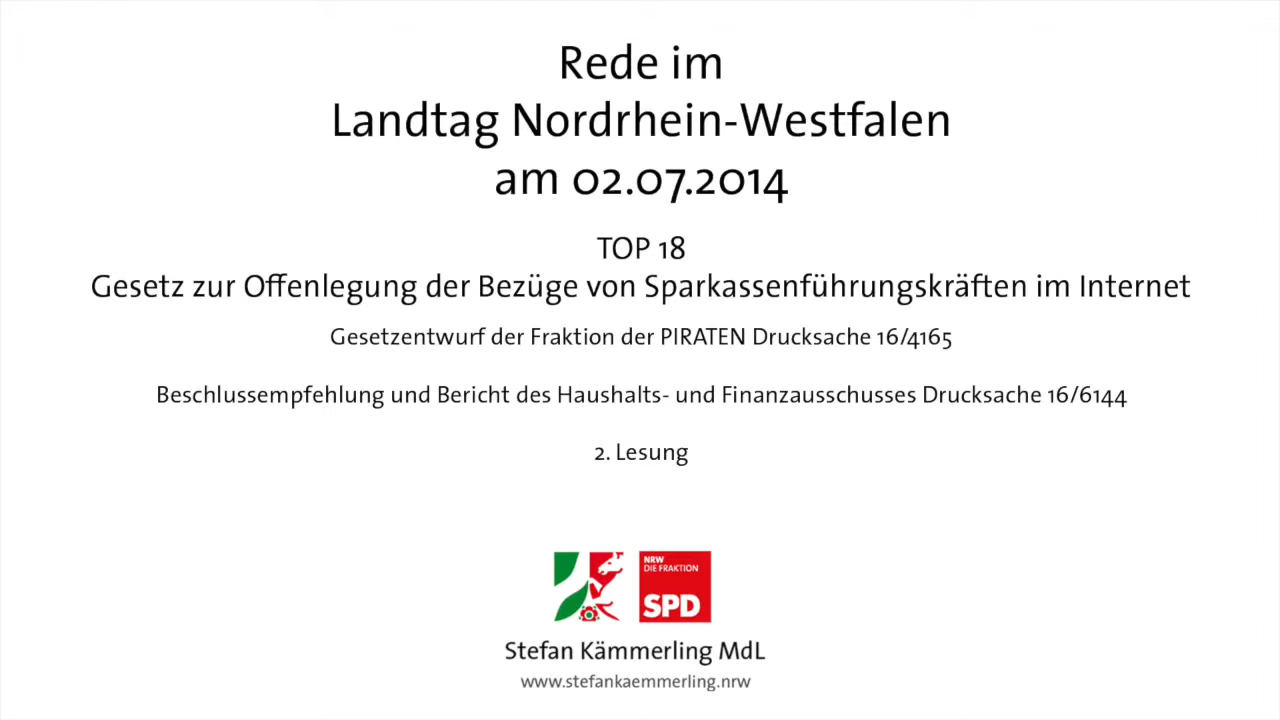 Rede im
Landtag Nordrhein-Westfalen
am 02.07.2014
TOP 18
Gesetz zur Offenlegung der Bezüge von Sparkassenführungskräften im Internet
Gesetzentwurf der Fraktion der PIRATEN Drucksache 16/4165
Beschlussempfehlung und Bericht des Haushalts- und Finanzausschusses Drucksache 16/6144
2. Lesung
NRW
DIE FRAKTION
SPD
Stefan Kämmerling MdL
www.stefankaemmerling.nrw